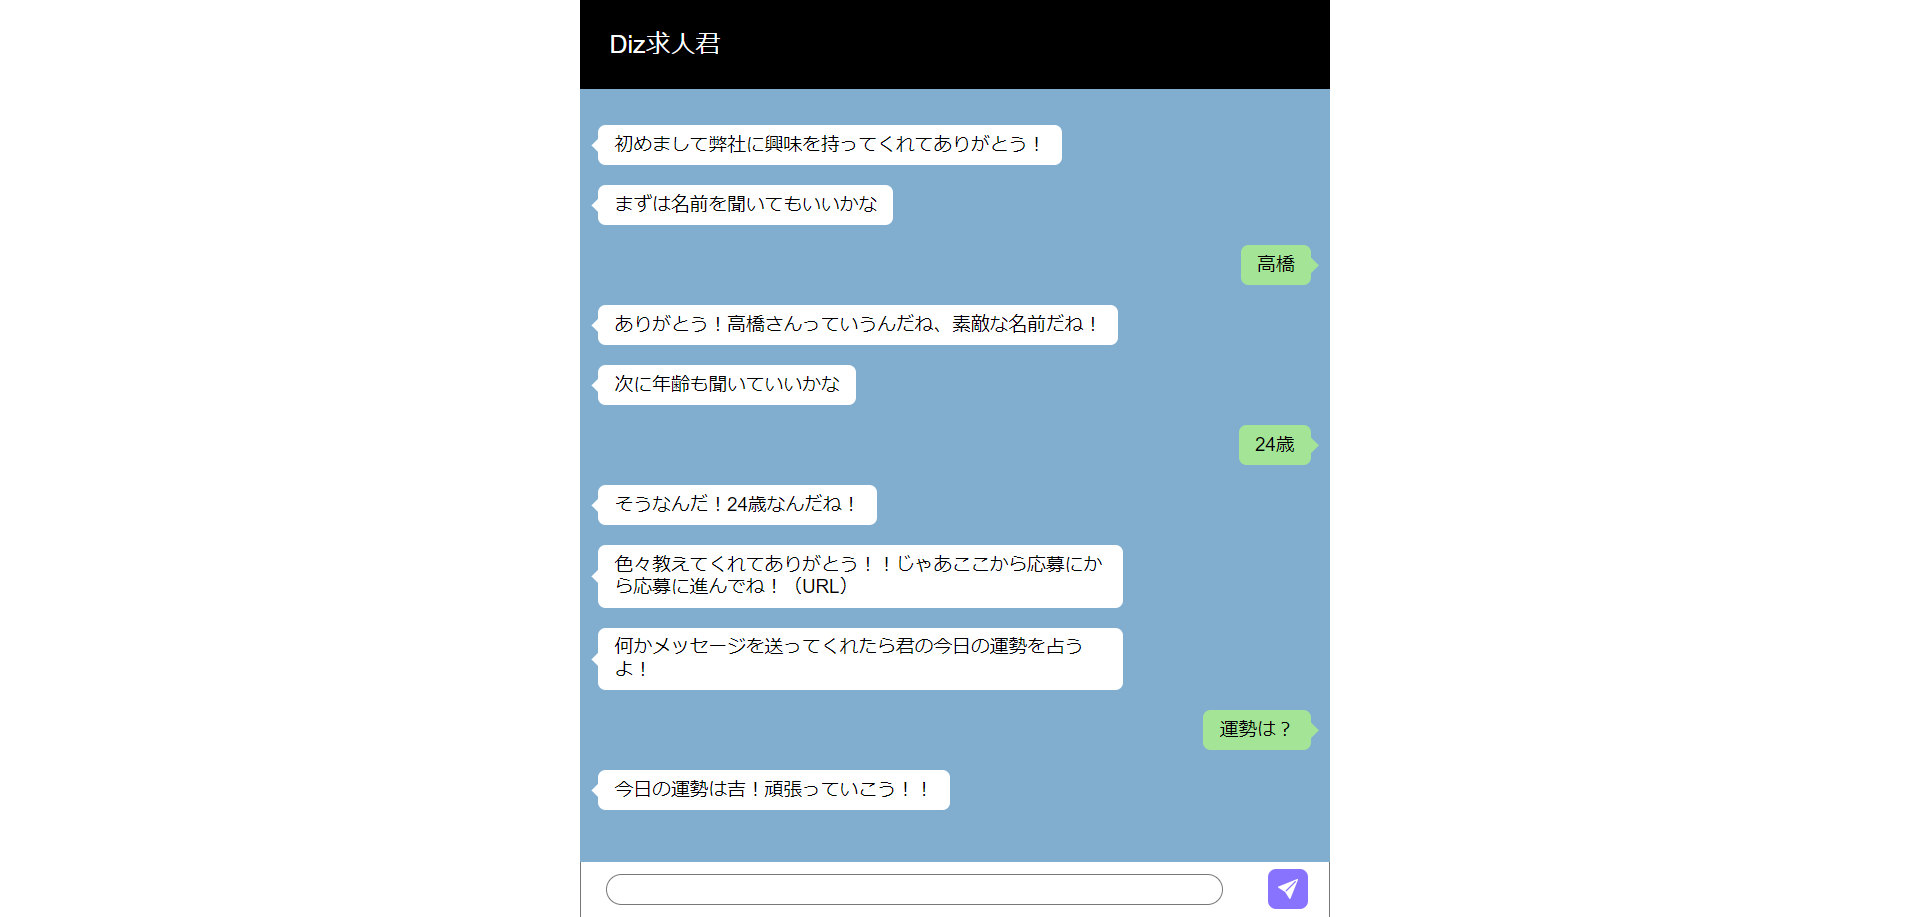 Diz求人君
初めまして弊社に興味を持ってくれてありがとう！
まずは名前を聞いてもいいかな
高橋
ありがとう！高橋さんっていうんだね、素敵な名前だね！
次に年齢も聞いていいかな
24歳
そうなんだ！24歳なんだね！
色々教えてくれてありがとう！！じゃあここから応募にか
ら応募に進んでね！（URL）
何かメッセージを送ってくれたら君の今日の運勢を占う
よ！
運勢は？
今日の運勢は吉！頑張っていこう！！